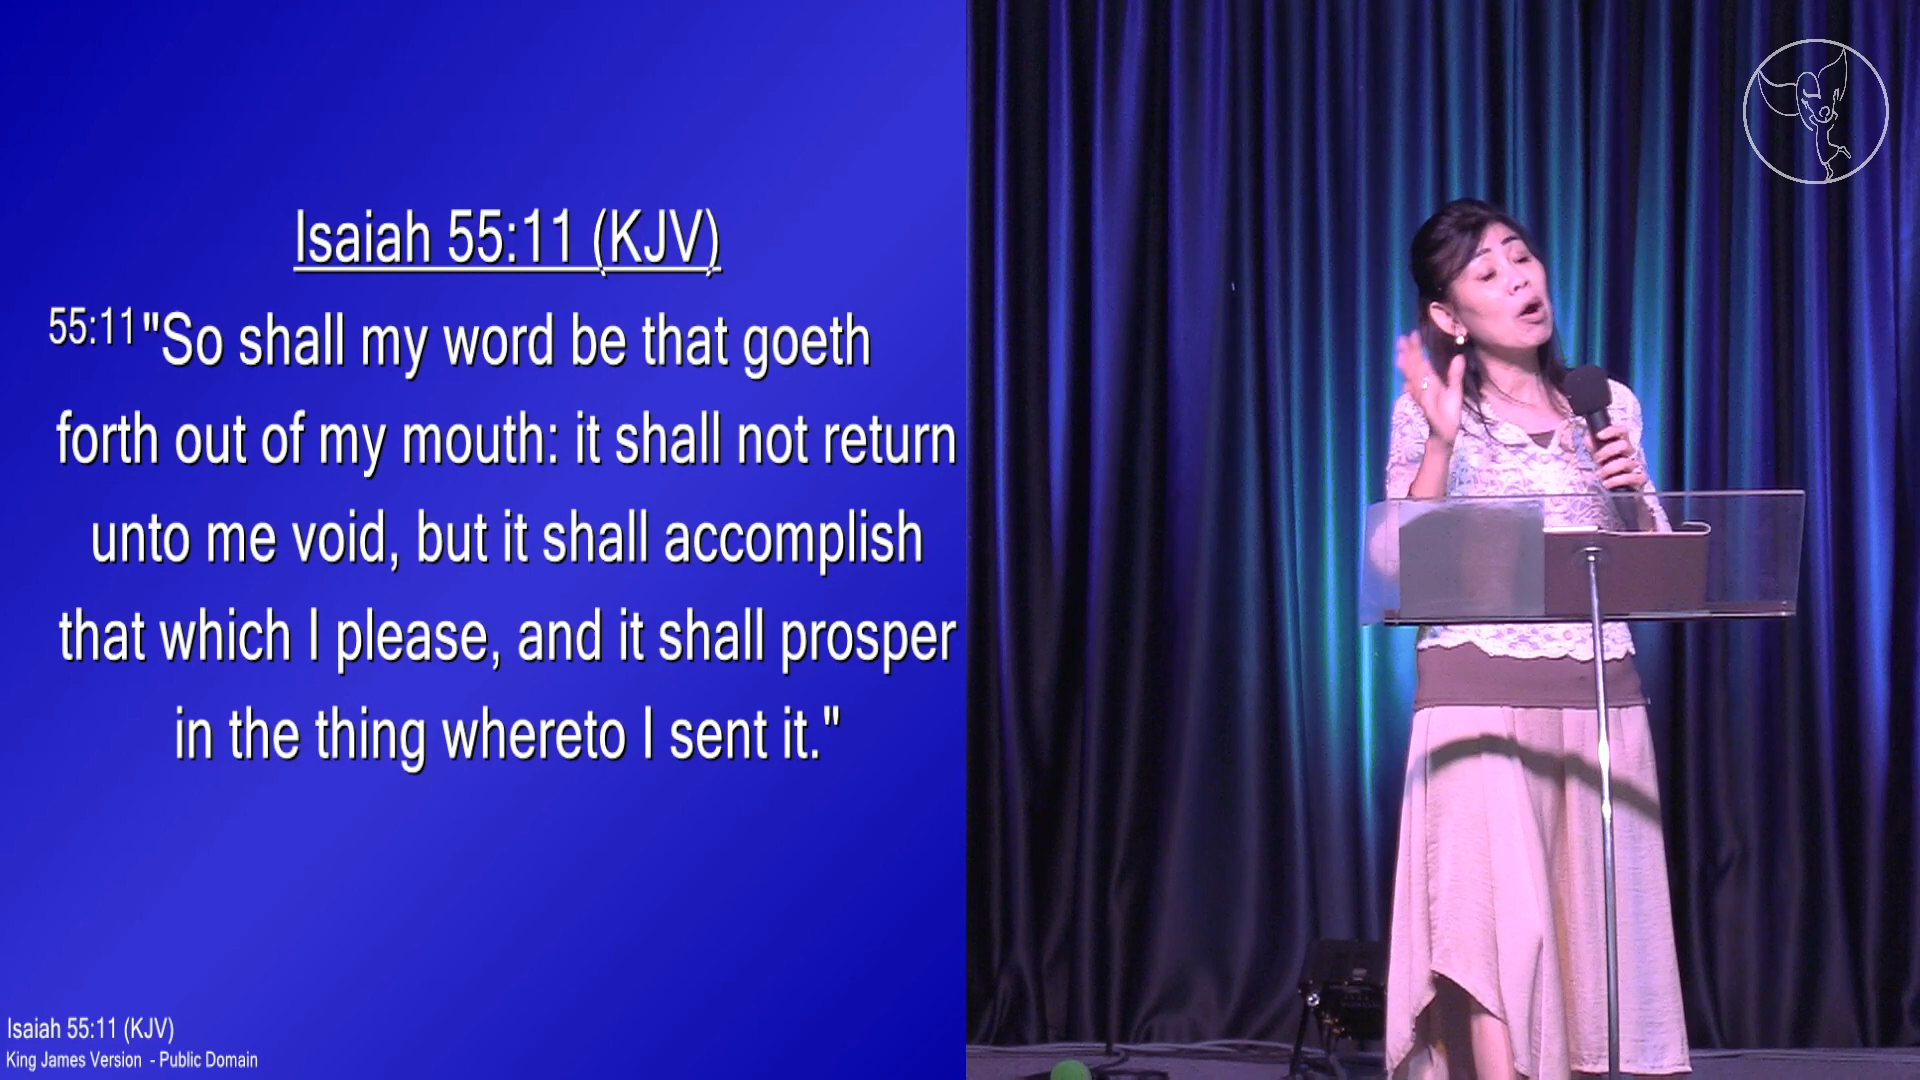 Isaiah 55:11 (KJV)
55:11"So shall my word be that goeth
forth out of my mouth: it shall not return
unto me void, but it shall accomplish
that which I please, and it shall prosper
in the thing whereto I sent it."
Isaiah 55:11 (KJV)
King James Version - Public Domain